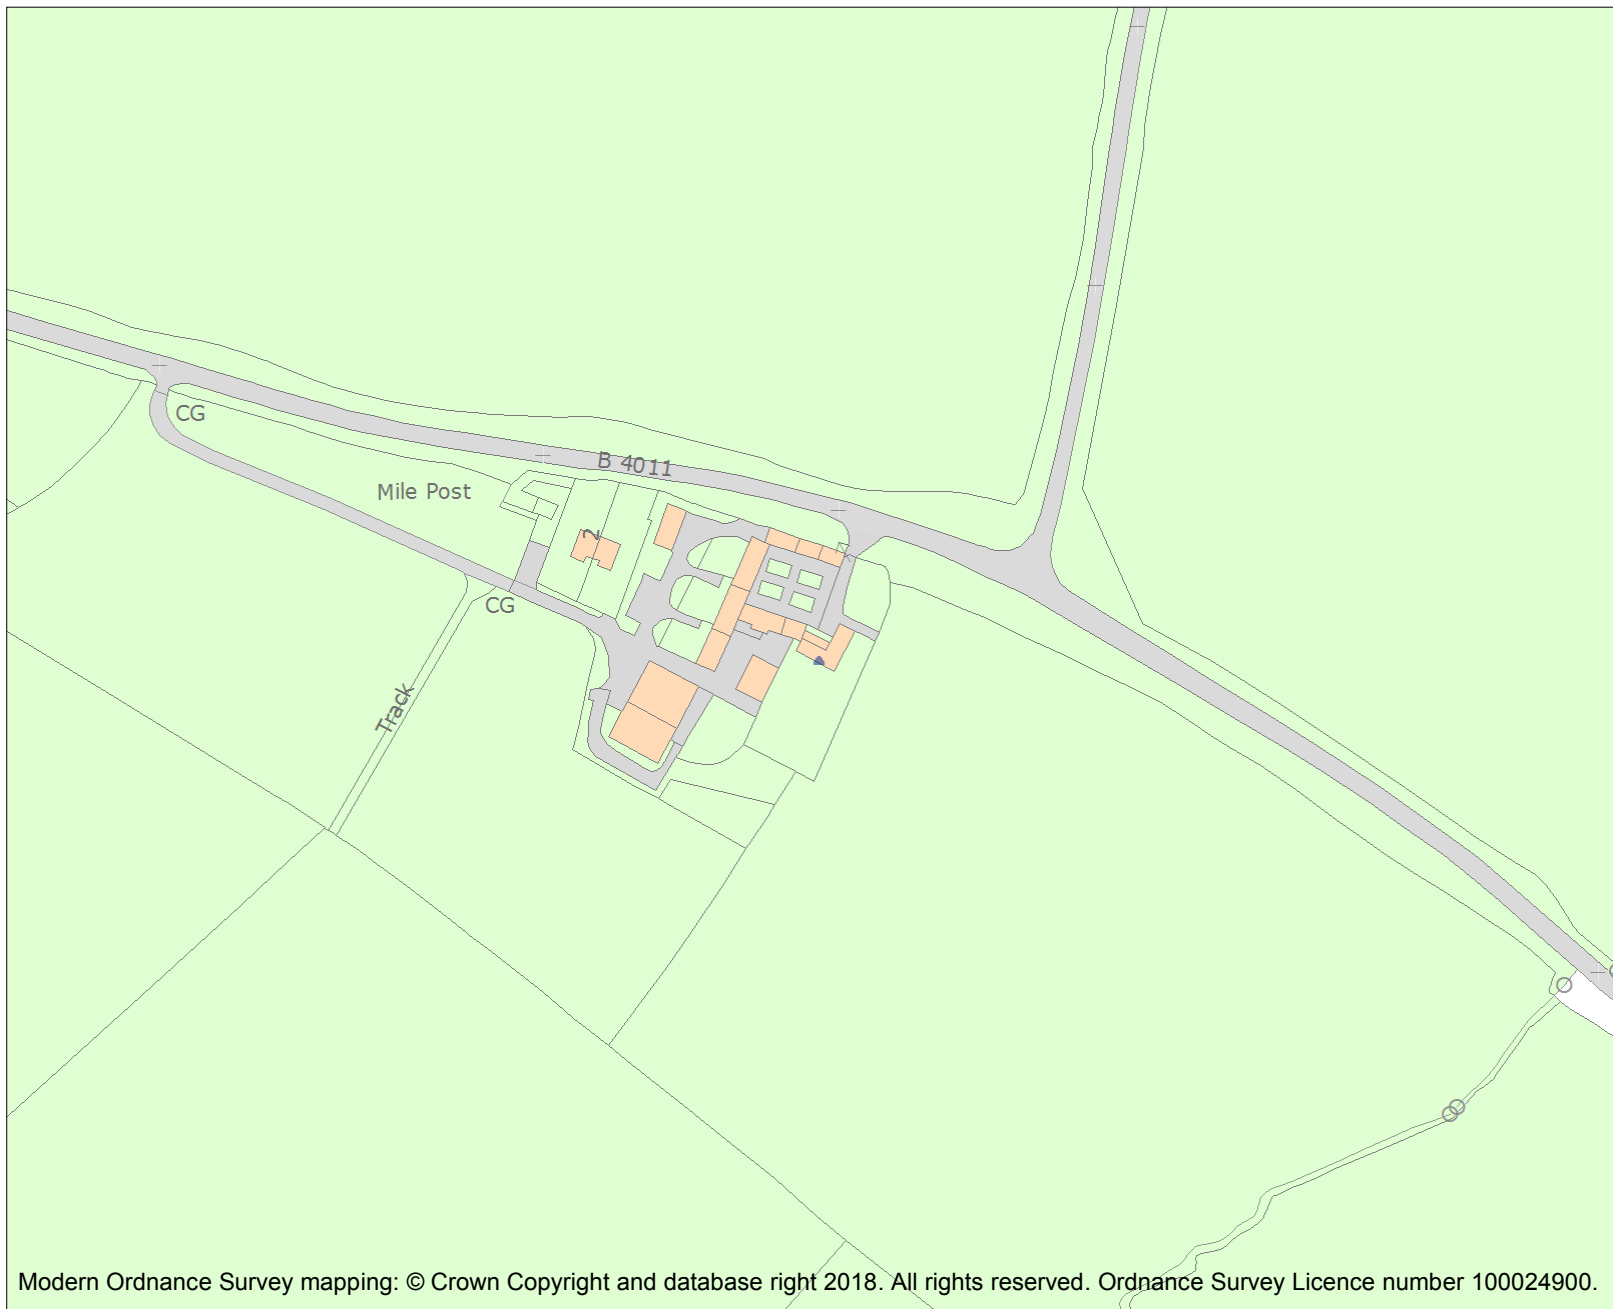 CG
B 4011
Mile Post
2
CG
Track
Modern Ordnance Survey mapping: © Crown Copyright and database right 2018. All rights reserved. Ordnance Survey Licence number 100024900.